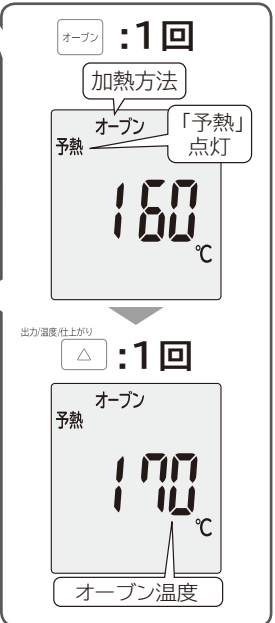 オーブン :1回
加熱方法
オーブン
予熱
「予熱」
点灯
160
℃
出力/温度/仕上がり
△ :1回
オーブン
予熱
170
℃
オーブン温度